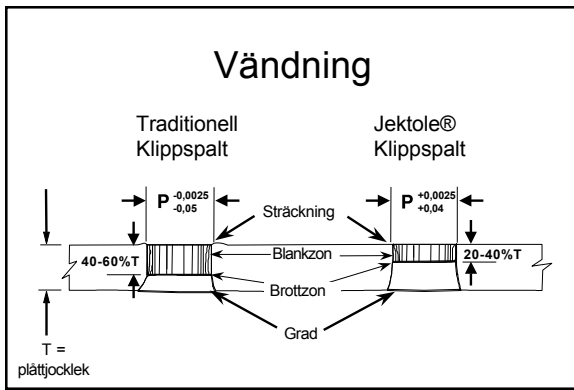 Vändning
Traditionell
Klippspalt
Jektole®
Klippspalt
P -0,0025
-0,05
P +0,0025
+0,04
Sträckning
Blankzon
40-60%T
20-40%T
Brottzon
Grad
T =
plåttjocklek